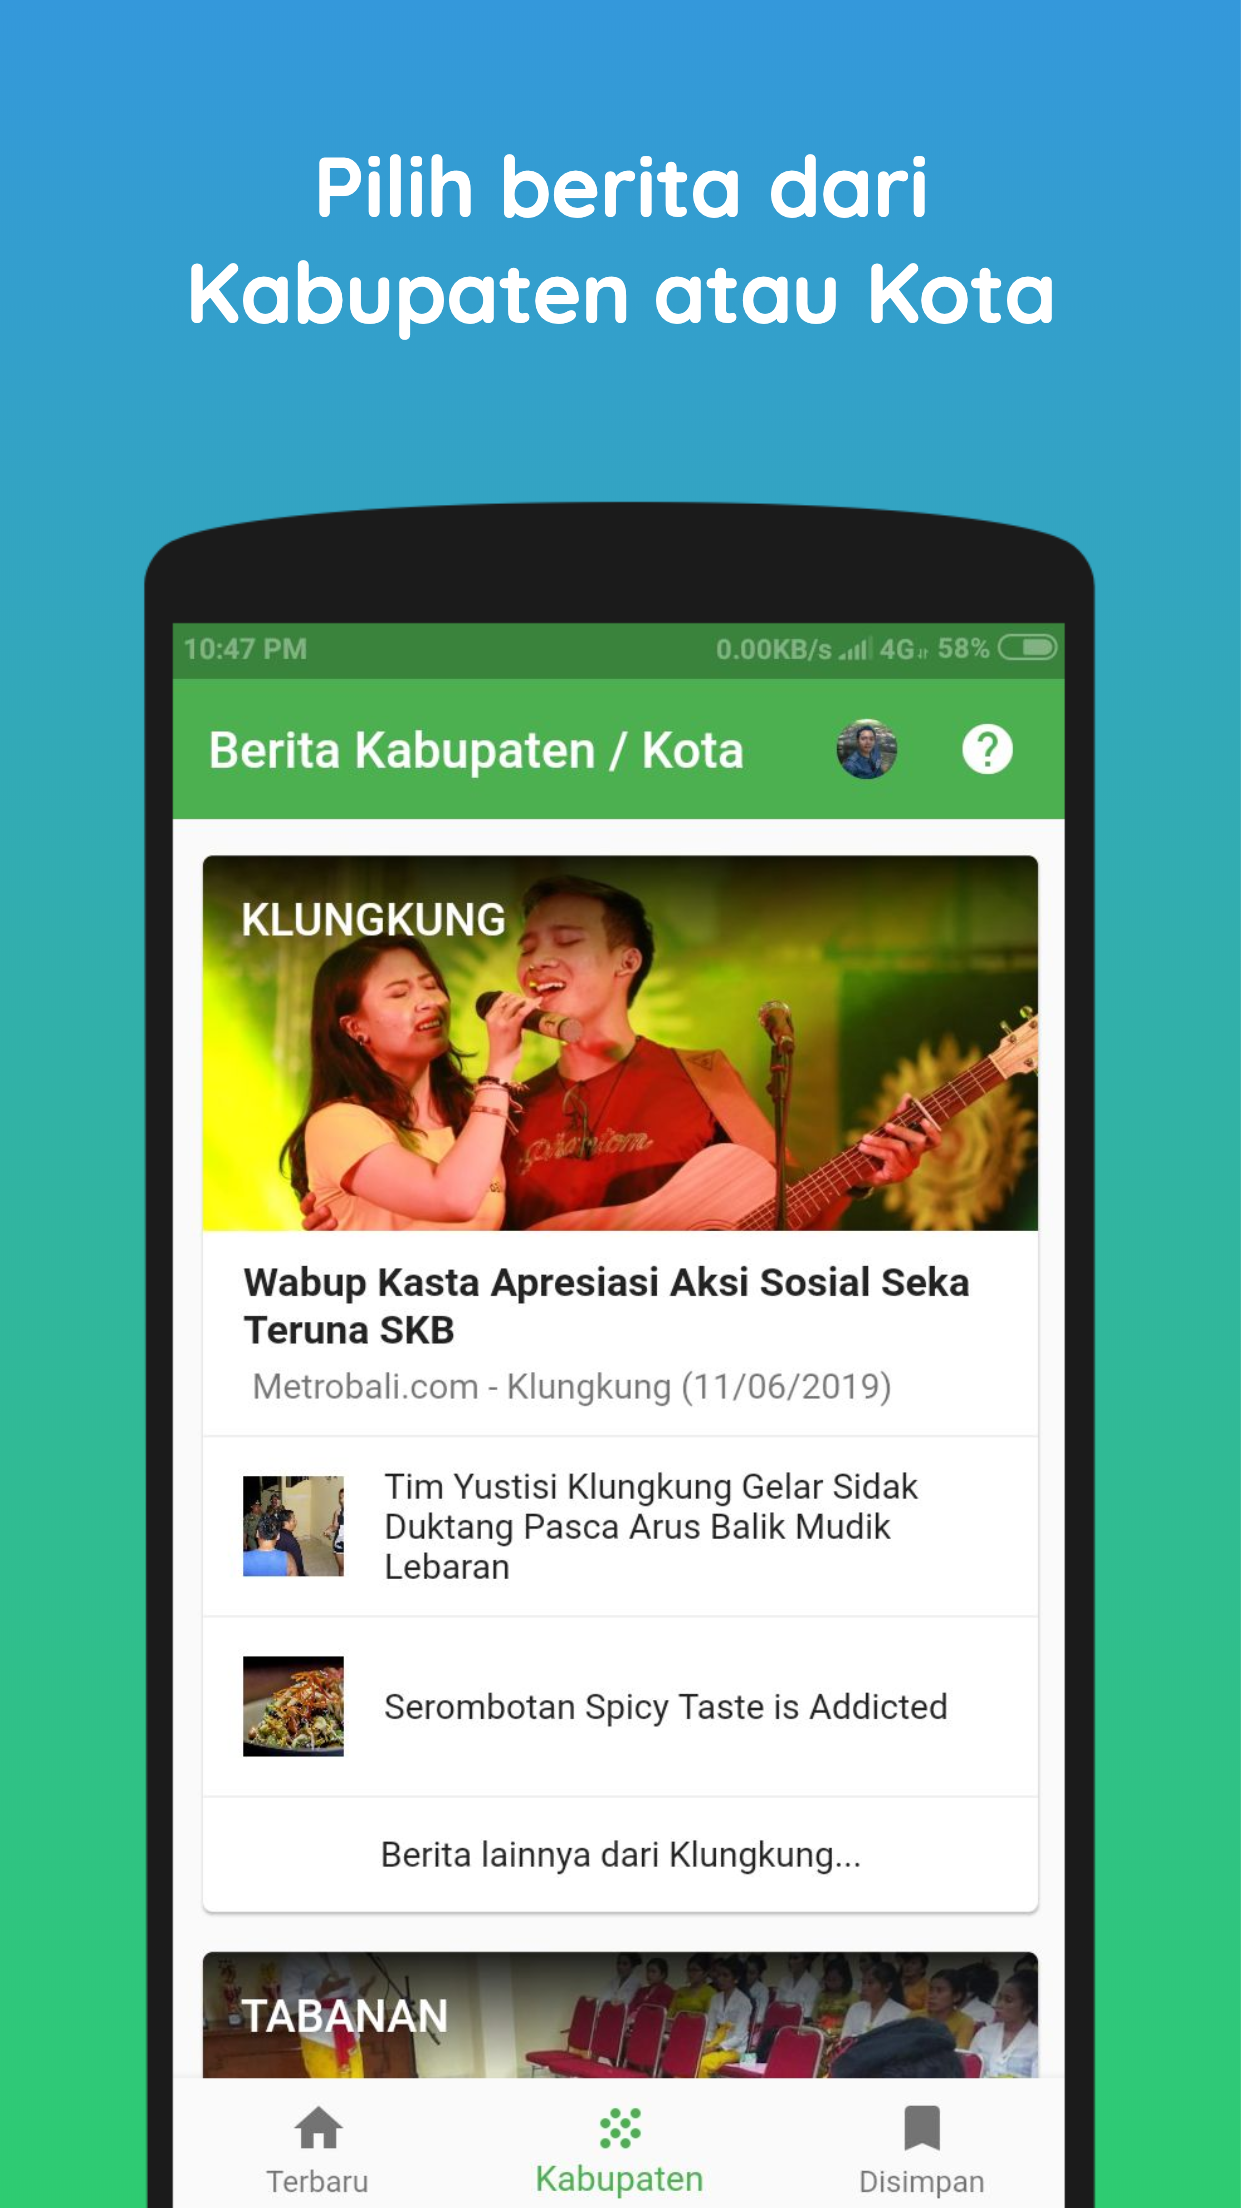 Pilih berita dari
Kabupaten atau Kota
10:47 PM
0.00KB/s 4G 58%
Berita Kabupaten / Kota
KLUNGKUNG
Phantom
Wabup Kasta Apresiasi Aksi Sosial Seka
Teruna SKB
Metrobali.com - Klungkung (11/06/2019)
Tim Yustisi Klungkung Gelar Sidak
Duktang Pasca Arus Balik Mudik
Lebaran
Serombotan Spicy Taste is Addicted
Berita lainnya dari Klungkung...
TABANAN
Terbaru
Kabupaten
Disimpan